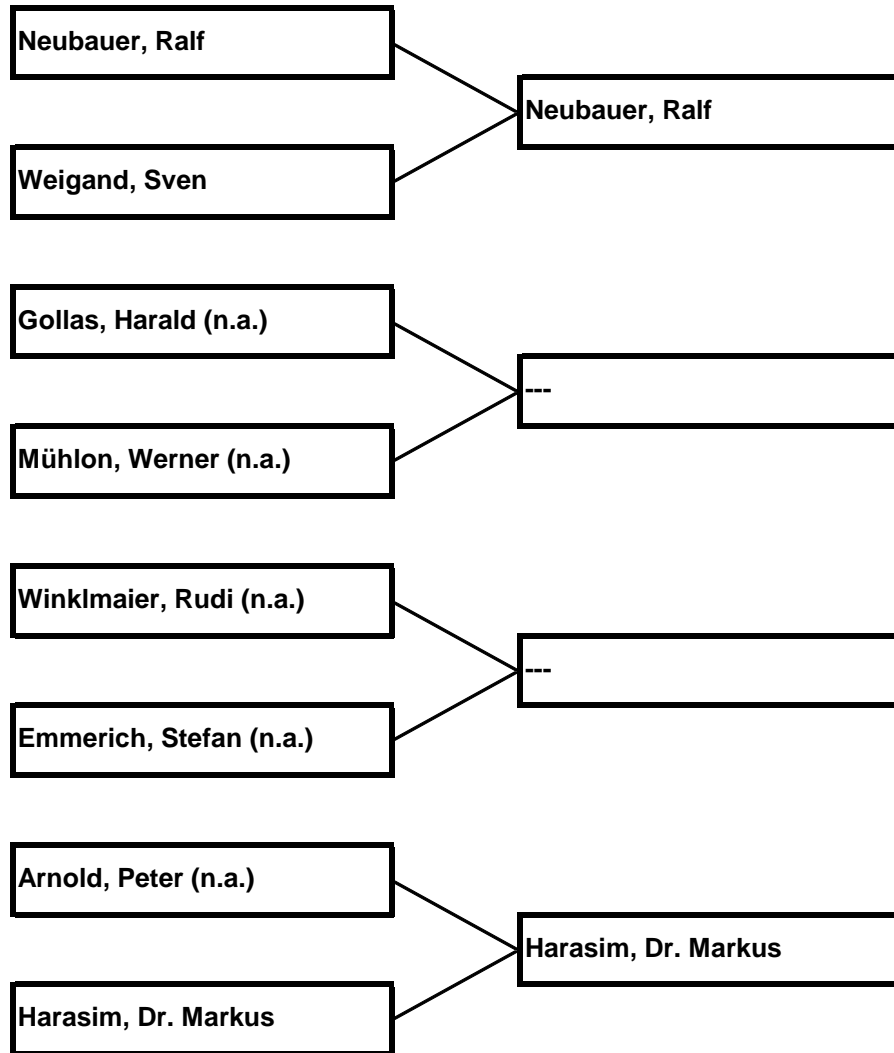 Neubauer, Ralf
Neubauer, Ralf
Weigand, Sven
Gollas, Harald (n.a.)
---
Mühlon, Werner (n.a.)
Winklmaier, Rudi (n.a.)
---
Emmerich, Stefan (n.a.)
Arnold, Peter (n.a.)
Harasim, Dr. Markus
Harasim, Dr. Markus